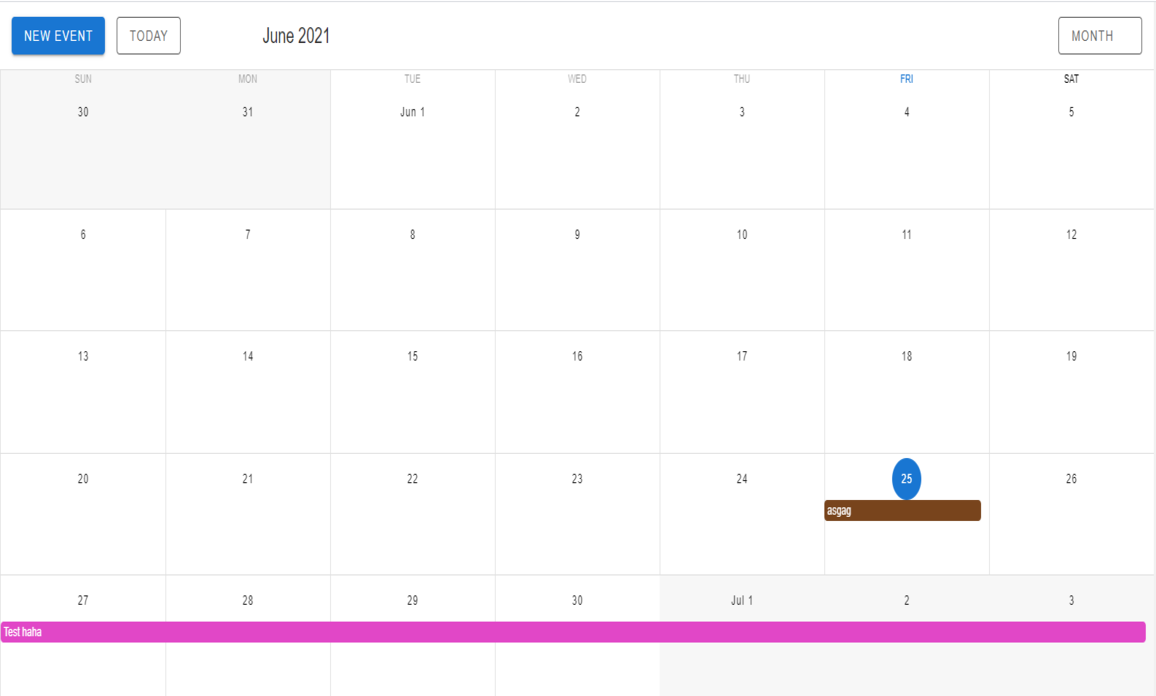 NEW EVENT TODAY June 2021 MONTH
SUN MON TUE WED THU FRI SAT
30 31 Jun 1 2 3 4 5
6 7 8 9 10 11 12
13 14 15 16 17 18 19
20 21 22 23 24 25 26
asgag
27 28 29 30 Jul 1 2 3
Test haha